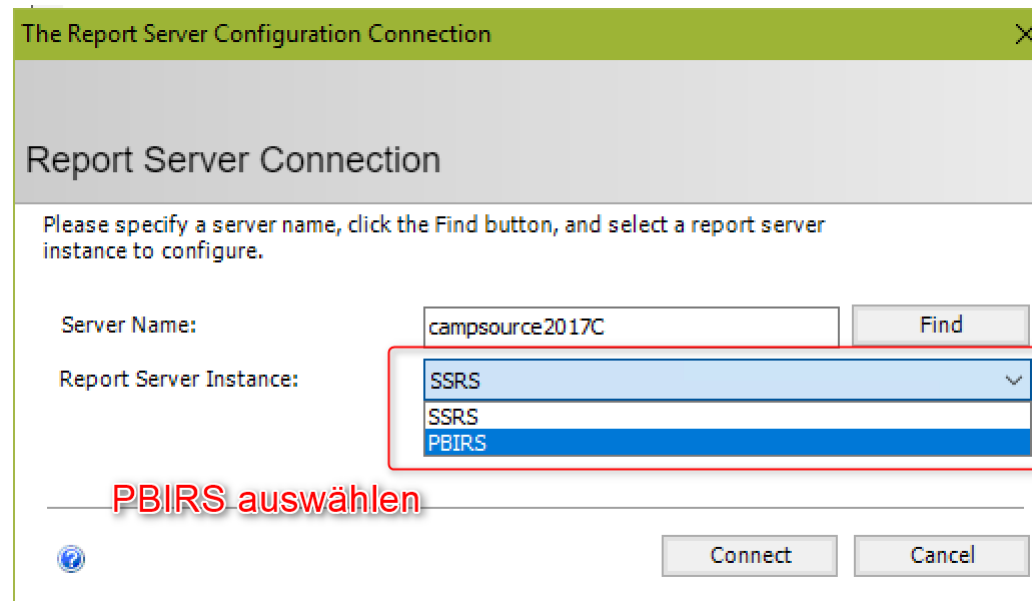 The Report Server Configuration Connection
Report Server Connection
Please specify a server name, click the Find button, and select a report server
instance to configure.
Server Name:
campsource2017C
Find
Report Server Instance:
SSRS
SSRS
PBIRS
PBIRS auswählen
Connect
Cancel